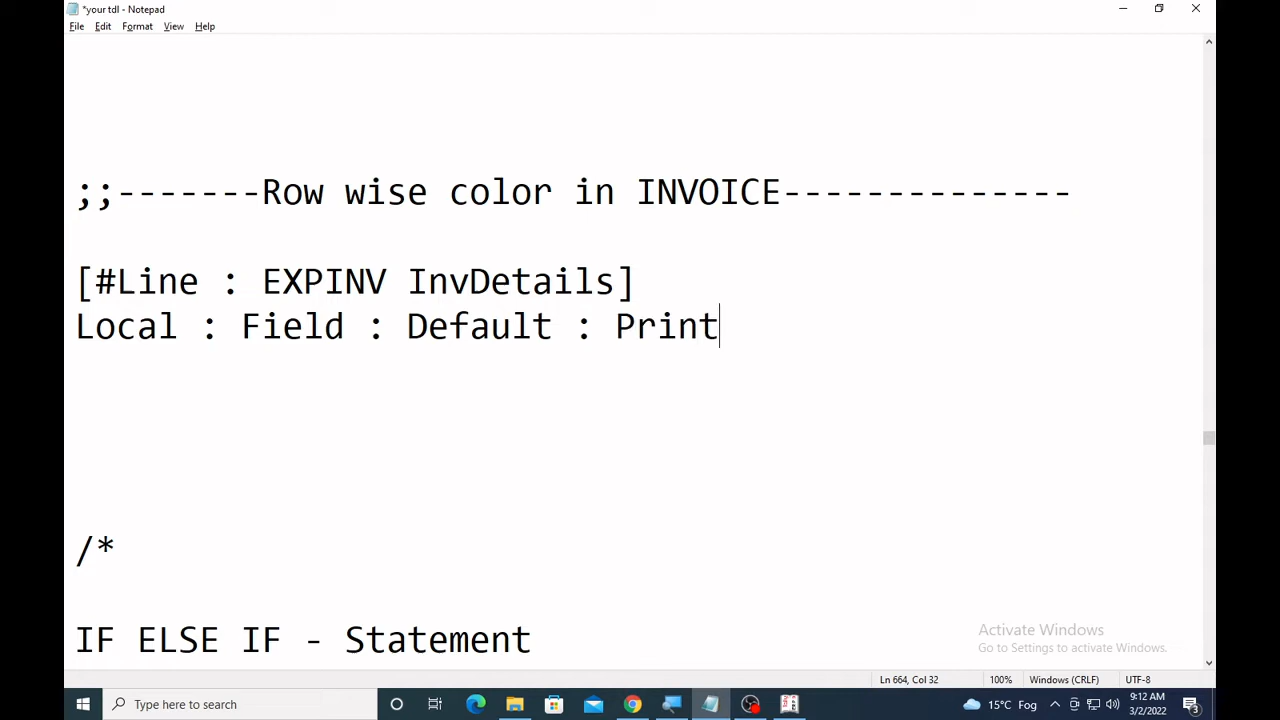 *your tdl - Notepad
File Edit Format View Help
;;-------Row wise color in INVOICE--------------
[#Line : EXPINV InvDetails]
Local : Field : Default : Print
/*
IF ELSE IF - Statement
Activate Windows
Go to Settings to activate Windows.
Ln 664, Col 32 100% Windows (CRLF) UTF-8
Type here to search
15°C Fog
9:12 AM
3/2/2022
3